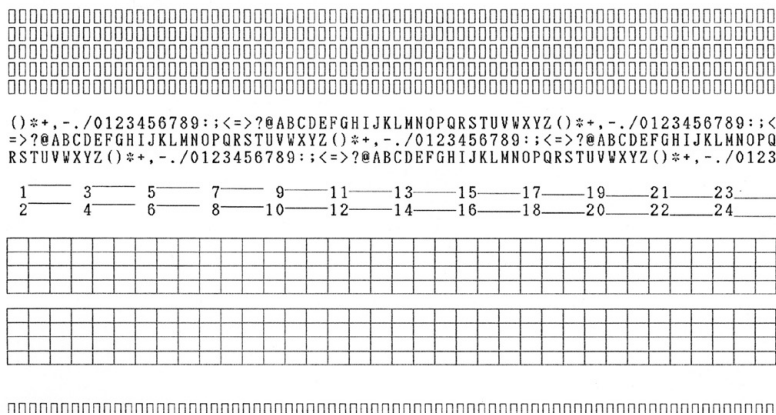 ()*+,-./0123456789:;<=>?@ABCDEFGHIJKLMNOPQRSTUVWXYZ()*+,-./0123456789:;<
=>?@ABCDEFGHIJKLMNOPQRSTUVWXYZ()*+,-./0123456789:;<=>?@ABCDEFGHIJKLMNOPQ
RSTUVWXYZ()*+,-./0123456789:;<=>?@ABCDEFGHIJKLMNOPQRSTUVWXYZ()*+,-./0123
1 3 5 7 9 11 13 15 17 19 21 23
2 4 6 8 10 12 14 16 18 20 22 24